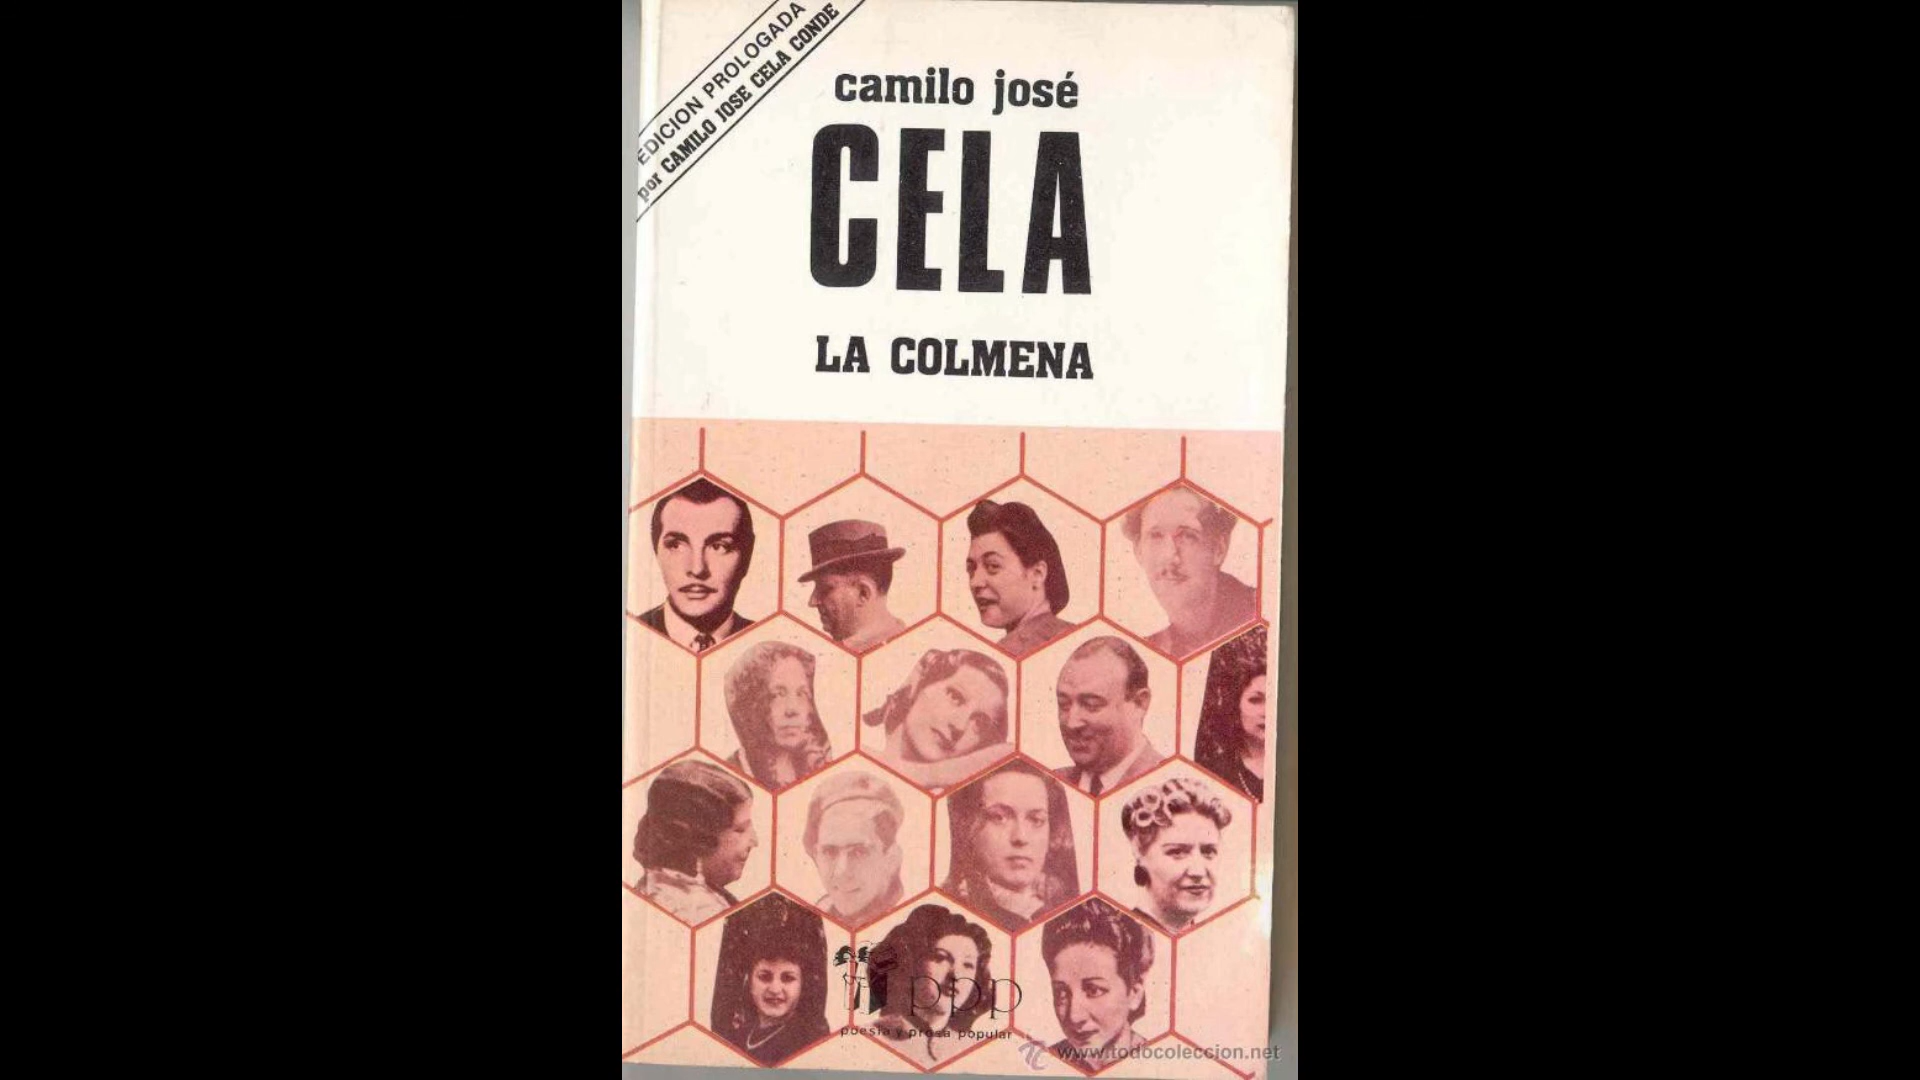 EDICION PROLOGADA
por CAMILO JOSE CELA CONDE
camilo josé
CELA
LA COLMENA
ppp
poesía y prosa popular
www.todocoleccion.net